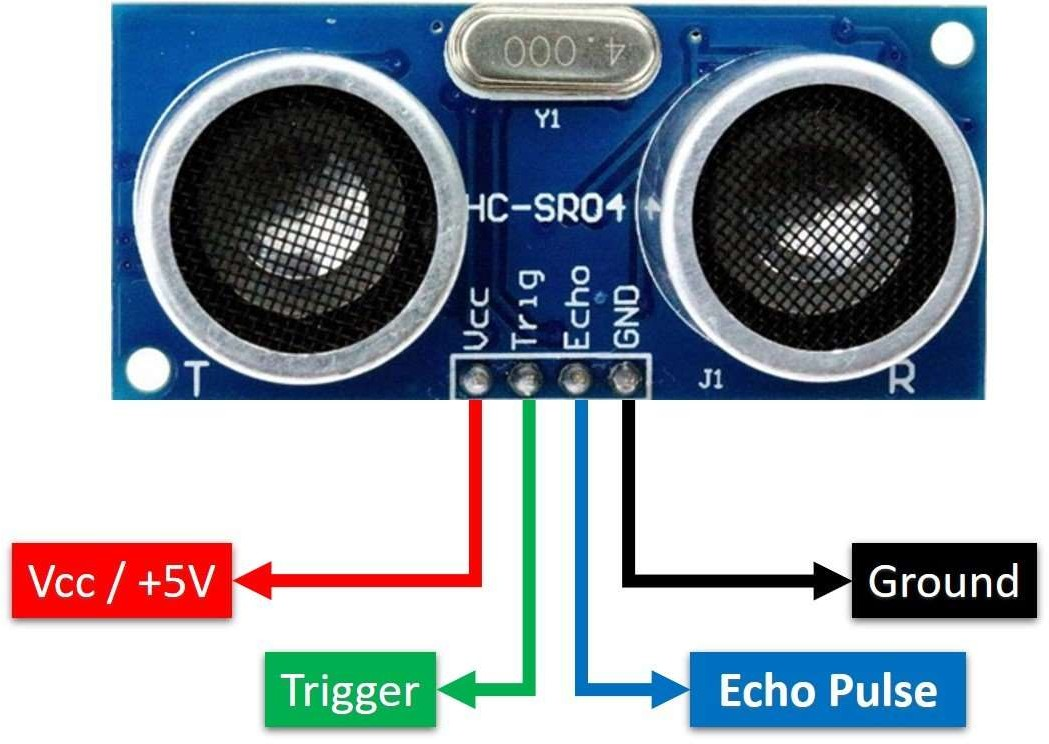 4.000
Y1
HC-SR04
Vcc
Trig
Echo
GND
T
J1
R
Vcc / +5V
Ground
Trigger
Echo Pulse